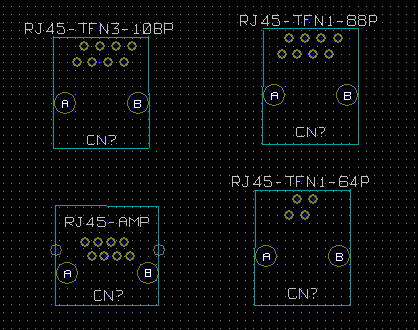 RJ45-TFN3-10BP
A B
CN?
RJ45-TFN1-88P
A B
CN?
RJ45-AMP
A B
CN?
RJ45-TFN1-64P
A B
CN?